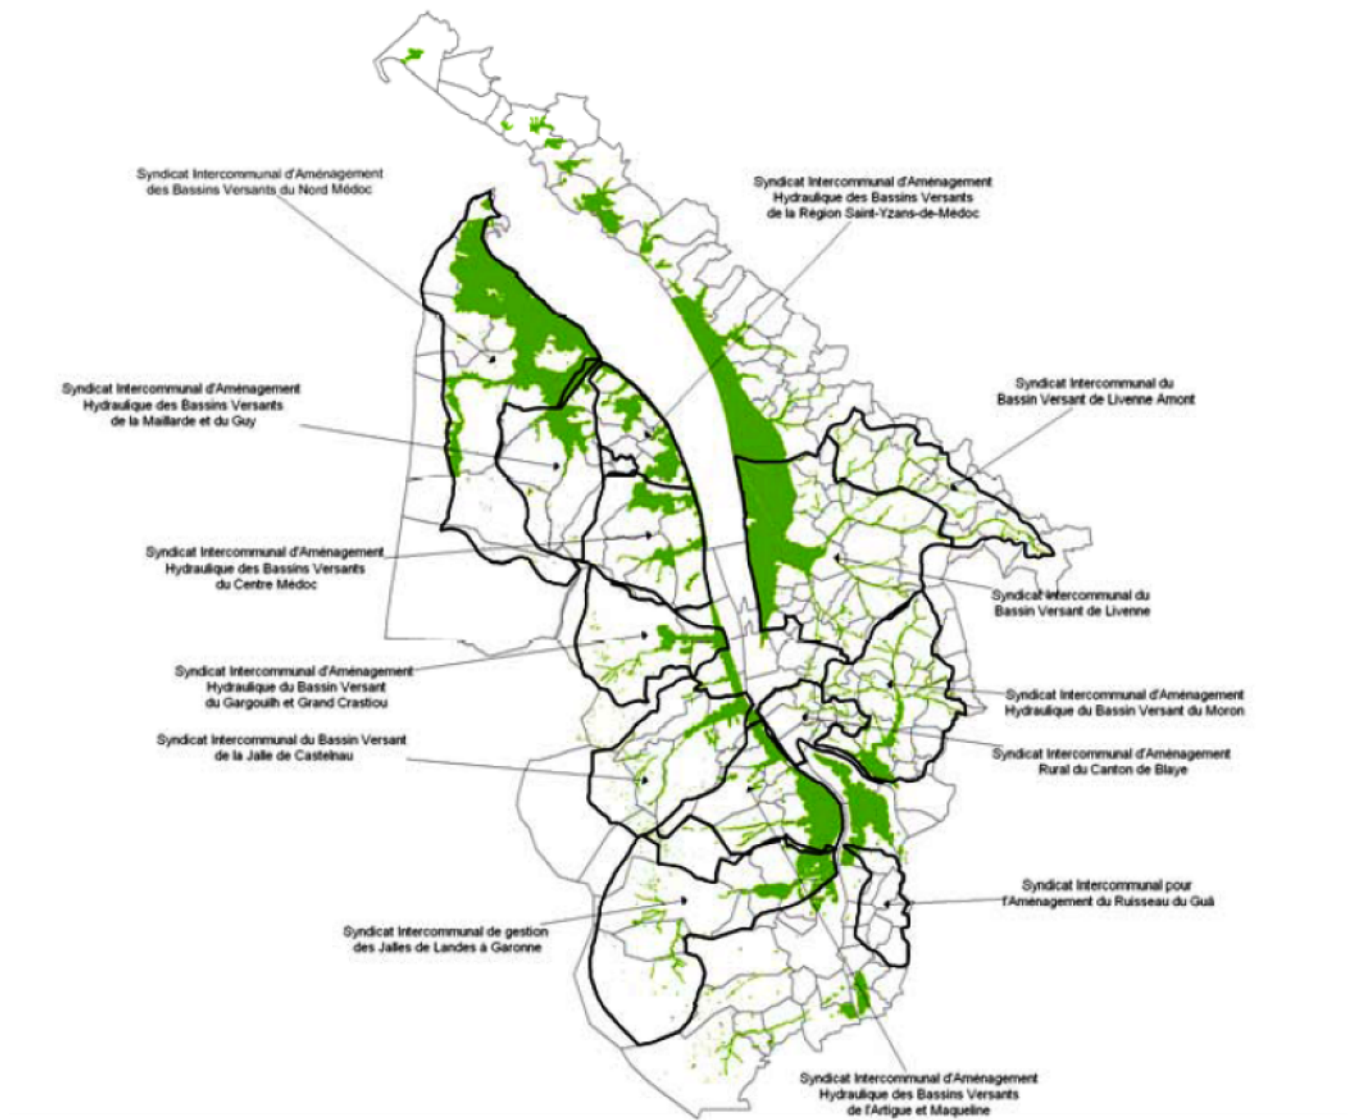 Syndicat Intercommunal d'Aménagement
des Bassins Versants du Nord Médoc
Syndicat Intercommunal d'Aménagement
Hydraulique des Bassins Versants
de la Région Saint-Yzans-de-Médoc
Syndicat Intercommunal d'Aménagement
Hydraulique des Bassins Versants
de la Maillarde et du Guy
Syndicat Intercommunal du
Bassin Versant de Livenne Amont
Syndicat Intercommunal d'Aménagement
Hydraulique des Bassins Versants
du Centre Médoc
Syndicat Intercommunal du
Bassin Versant de Livenne
Syndicat Intercommunal d'Aménagement
Hydraulique du Bassin Versant
du Gargouilh et Grand Crastiou
Syndicat Intercommunal d'Aménagement
Hydraulique du Bassin Versant du Moron
Syndicat Intercommunal du Bassin Versant
de la Jalle de Castelnau
Syndicat Intercommunal d'Aménagement
Rural du Canton de Blaye
Syndicat Intercommunal pour
l'Aménagement du Ruisseau du Guâ
Syndicat Intercommunal de gestion
des Jalles de Landes à Garonne
Syndicat Intercommunal d'Aménagement
Hydraulique des Bassins Versants
de l'Artigue et Maqueline